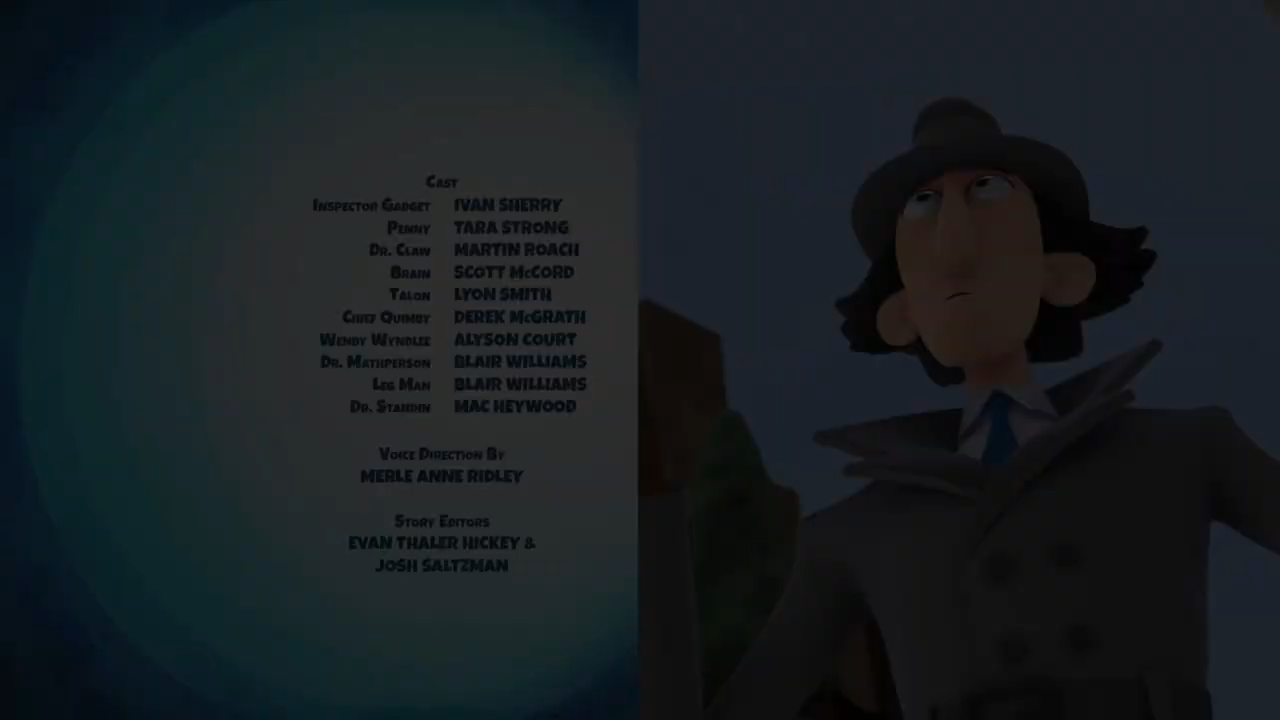 Cast
Inspector Gadget IVAN SHERRY
Penny TARA STRONG
Dr. Claw MARTIN ROACH
Brain SCOTT McCORD
Talon LYON SMITH
Chief Quimby DEREK McGRATH
Wendy Wyndlee ALYSON COURT
Dr. Mathperson BLAIR WILLIAMS
Leg Man BLAIR WILLIAMS
Dr. Standin MAC HEYWOOD
Voice Direction By
MERLE ANNE RIDLEY
Story Editors
EVAN THALER HICKEY &
JOSH SALTZMAN